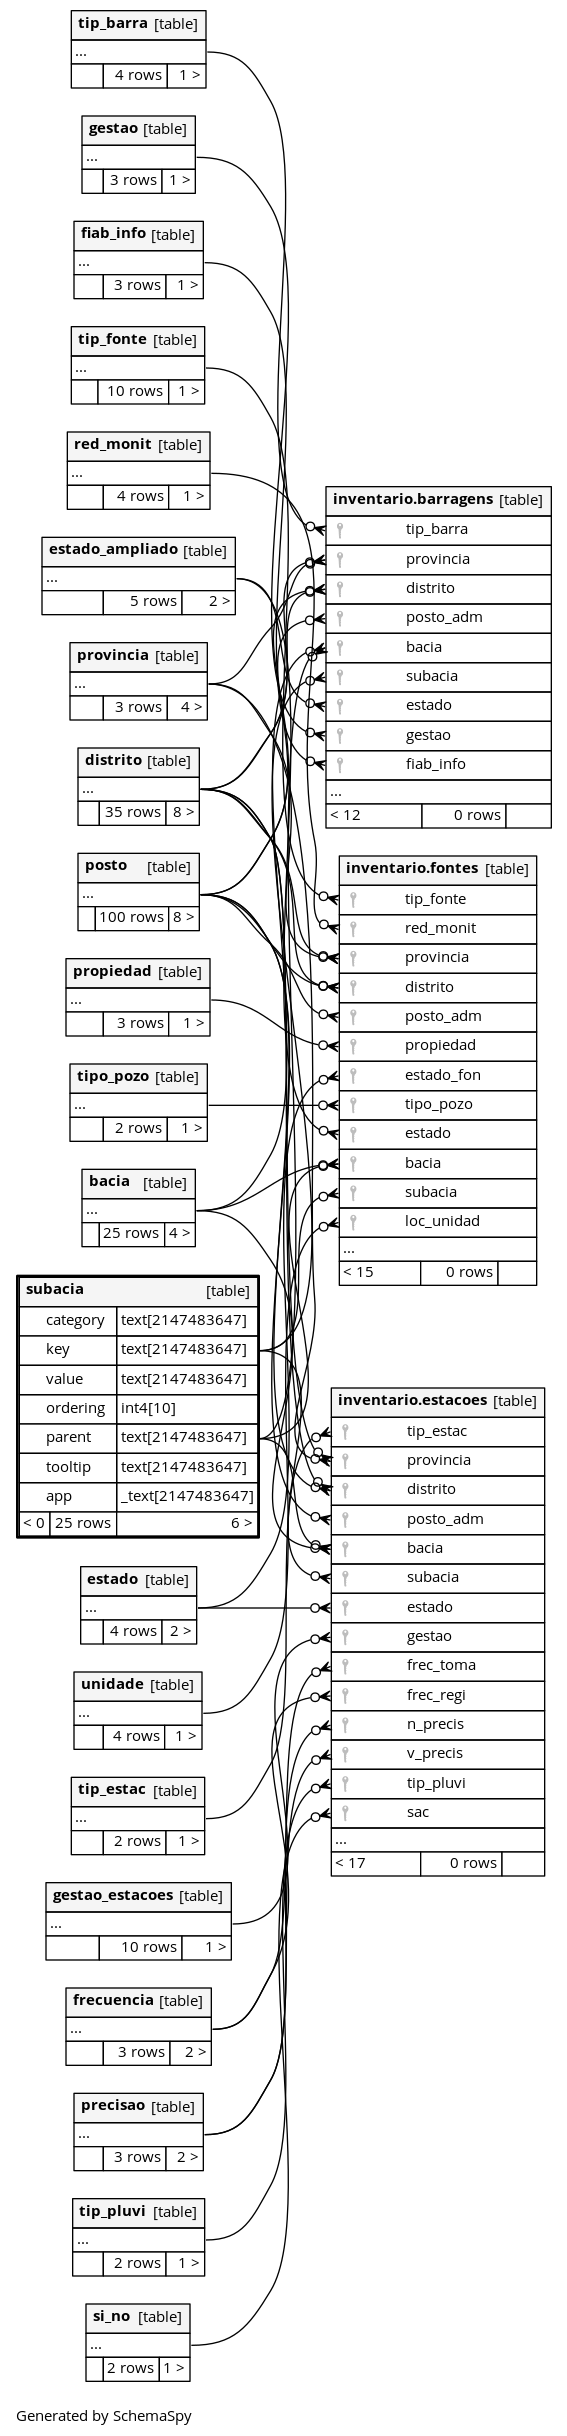 tip_barra [table]
...
4 rows 1 >
gestao [table]
...
3 rows 1 >
fiab_info [table]
...
3 rows 1 >
tip_fonte [table]
...
10 rows 1 >
red_monit [table]
...
4 rows 1 >
estado_ampliado [table]
...
5 rows 2 >
provincia [table]
...
3 rows 4 >
distrito [table]
...
35 rows 8 >
posto [table]
...
100 rows 8 >
propiedad [table]
...
3 rows 1 >
tipo_pozo [table]
...
2 rows 1 >
bacia [table]
...
25 rows 4 >
subacia [table]
category text[2147483647]
key text[2147483647]
value text[2147483647]
ordering int4[10]
parent text[2147483647]
tooltip text[2147483647]
app _text[2147483647]
< 0 25 rows 6 >
estado [table]
...
4 rows 2 >
unidade [table]
...
4 rows 1 >
tip_estac [table]
...
2 rows 1 >
gestao_estacoes [table]
...
10 rows 1 >
frecuencia [table]
...
3 rows 2 >
precisao [table]
...
3 rows 2 >
tip_pluvi [table]
...
2 rows 1 >
si_no [table]
...
2 rows 1 >
inventario.barragens [table]
tip_barra
provincia
distrito
posto_adm
bacia
subacia
estado
gestao
fiab_info
...
< 12 0 rows
inventario.fontes [table]
tip_fonte
red_monit
provincia
distrito
posto_adm
propiedad
estado_fon
tipo_pozo
estado
bacia
subacia
loc_unidad
...
< 15 0 rows
inventario.estacoes [table]
tip_estac
provincia
distrito
posto_adm
bacia
subacia
estado
gestao
frec_toma
frec_regi
n_precis
v_precis
tip_pluvi
sac
...
< 17 0 rows
Generated by SchemaSpy